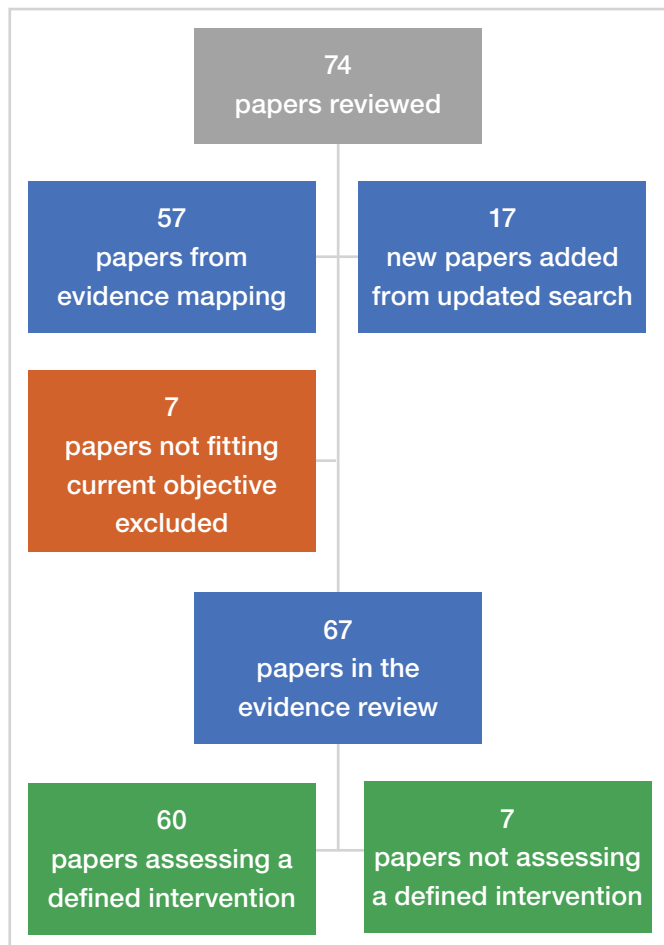 74
papers reviewed
57
papers from
evidence mapping
17
new papers added
from updated search
7
papers not fitting
current objective
excluded
67
papers in the
evidence review
60
papers assessing a
defined intervention
7
papers not assessing
a defined intervention